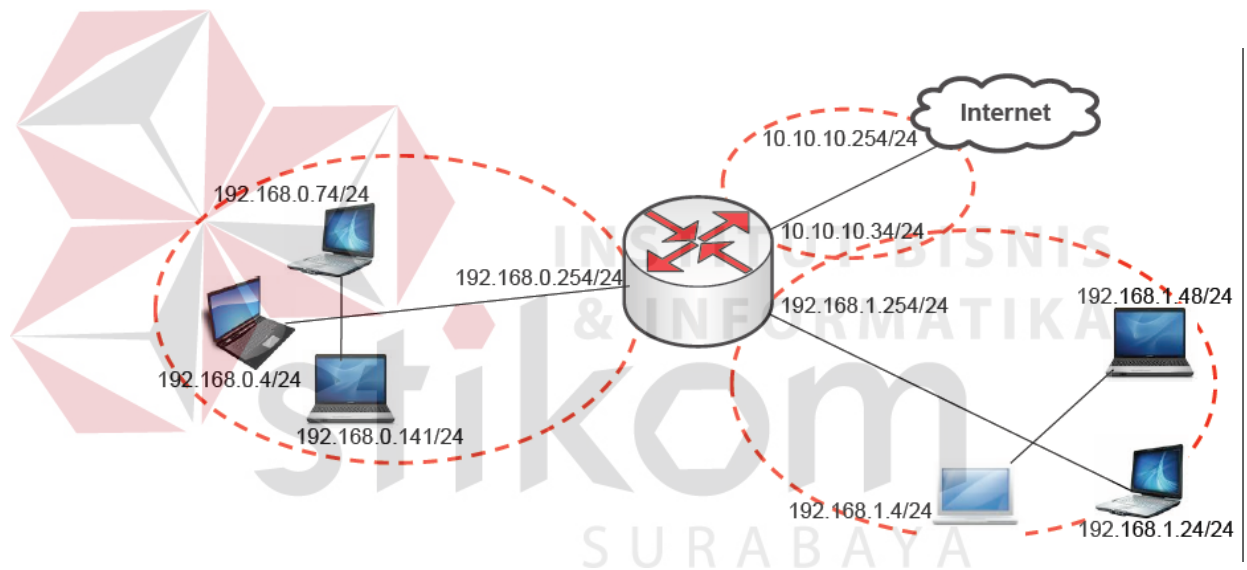 Internet
10.10.10.254/24
192.168.0.74/24
10.10.10.34/24
INSTITUT BISNIS
192.168.0.254/24
192.168.1.254/24
192.168.1.48/24
& INFORMATIKA
192.168.0.4/24
stikom
192.168.0.141/24
192.168.1.4/24
192.168.1.24/24
SURABAYA